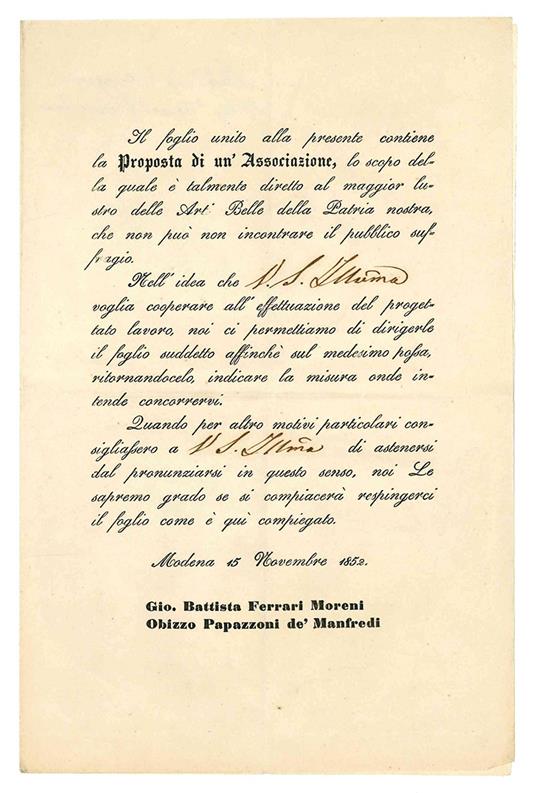 Il foglio unito alla presente contiene
la Proposta di un' Associazione, lo scopo del-
la quale è talmente diretto al maggior lu-
stro delle Arti Belle della Patria nostra,
che non può non incontrare il pubblico suf-
fragio.
Nell' idea che V. S. Illūma
voglia cooperare all' effettuazione del proget-
tato lavoro, noi ci permettiamo di dirigerle
il foglio suddetto affinchè sul medesimo possa,
ritornandocelo, indicare la misura onde in-
tende concorrervi.
Quando per altro motivi particolari con-
sigliassero a V. S. Illm̄a di astenersi
dal pronunziarsi in questo senso, noi Le
sapremo grado se si compiacerà respingerci
il foglio come è quì compiegato.
Modena 15 Novembre 1852.
Gio. Battista Ferrari Moreni
Obizzo Papazzoni de' Manfredi